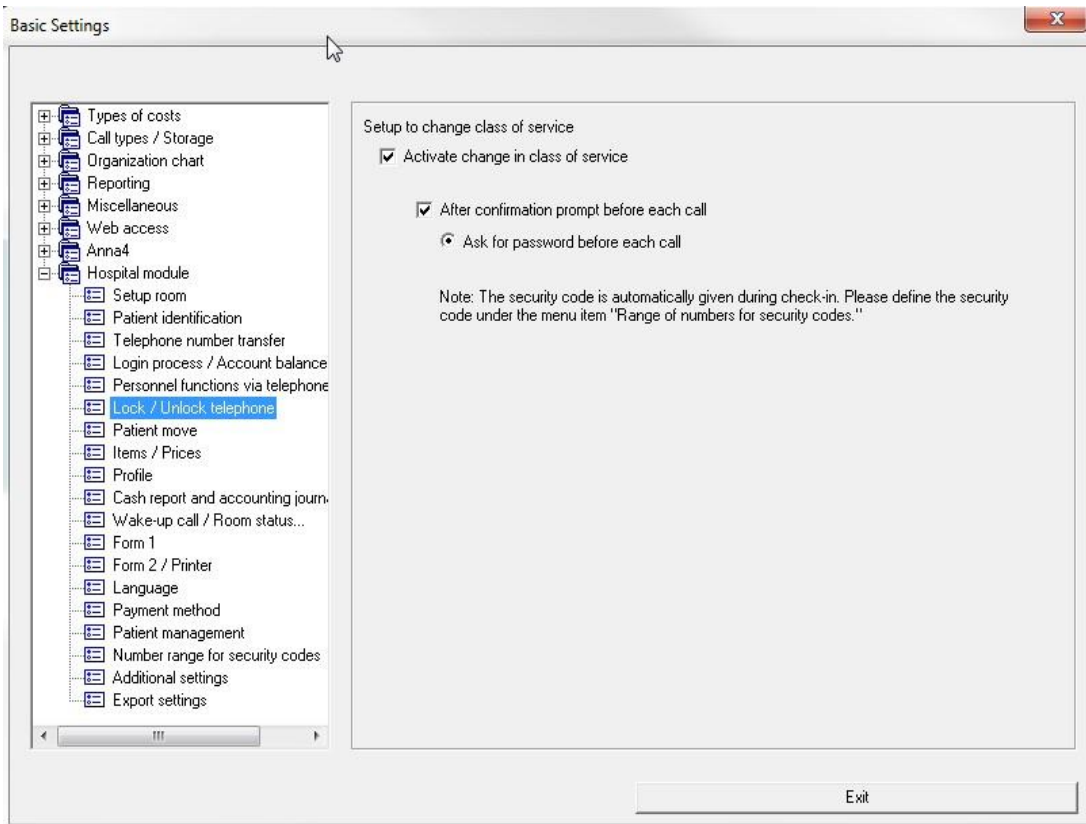 Basic Settings
Types of costs
Call types / Storage
Organization chart
Reporting
Miscellaneous
Web access
Anna4
Hospital module
Setup room
Patient identification
Telephone number transfer
Login process / Account balance
Personnel functions via telephone
Lock / Unlock telephone
Patient move
Items / Prices
Profile
Cash report and accounting journ
Wake-up call / Room status...
Form 1
Form 2 / Printer
Language
Payment method
Patient management
Number range for security codes
Additional settings
Export settings
Setup to change class of service
Activate change in class of service
After confirmation prompt before each call
Ask for password before each call
Note: The security code is automatically given during check-in. Please define the security
code under the menu item "Range of numbers for security codes."
Exit